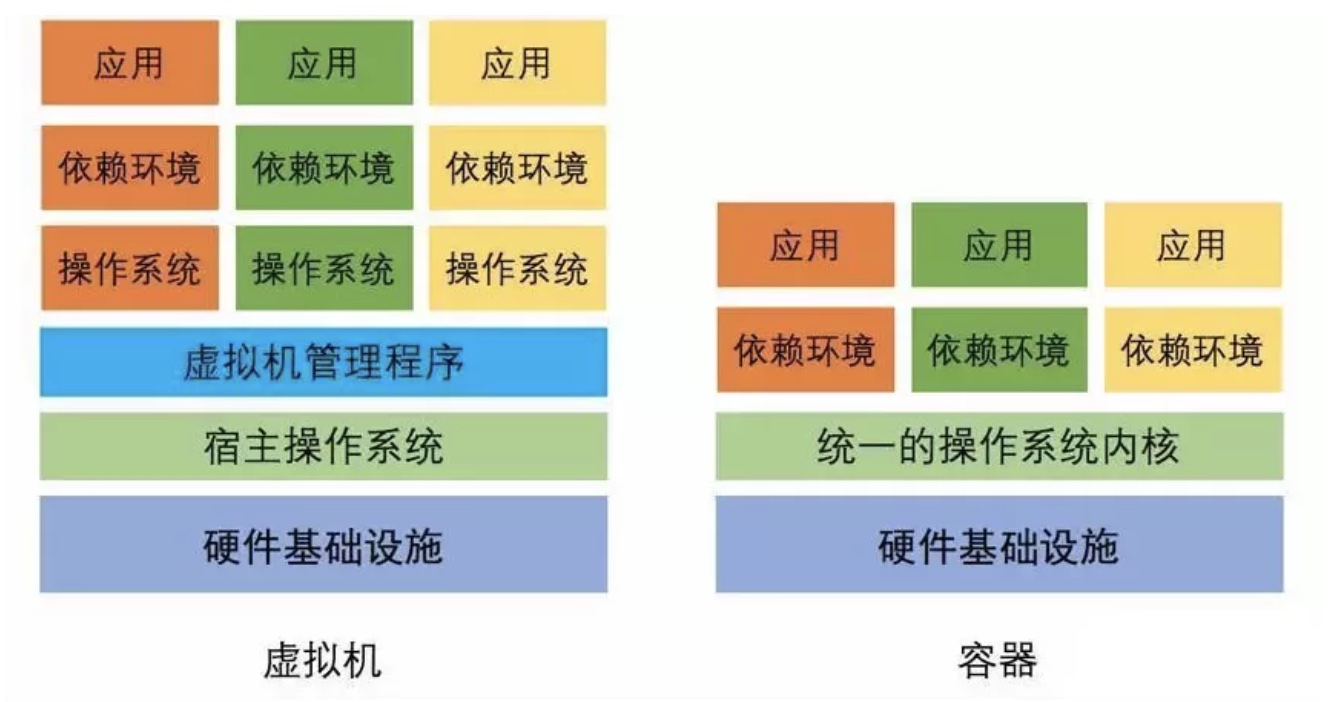 应用 应用 应用
依赖环境 依赖环境 依赖环境
操作系统 操作系统 操作系统
虚拟机管理程序
宿主操作系统
硬件基础设施
虚拟机
应用 应用 应用
依赖环境 依赖环境 依赖环境
统一的操作系统内核
硬件基础设施
容器